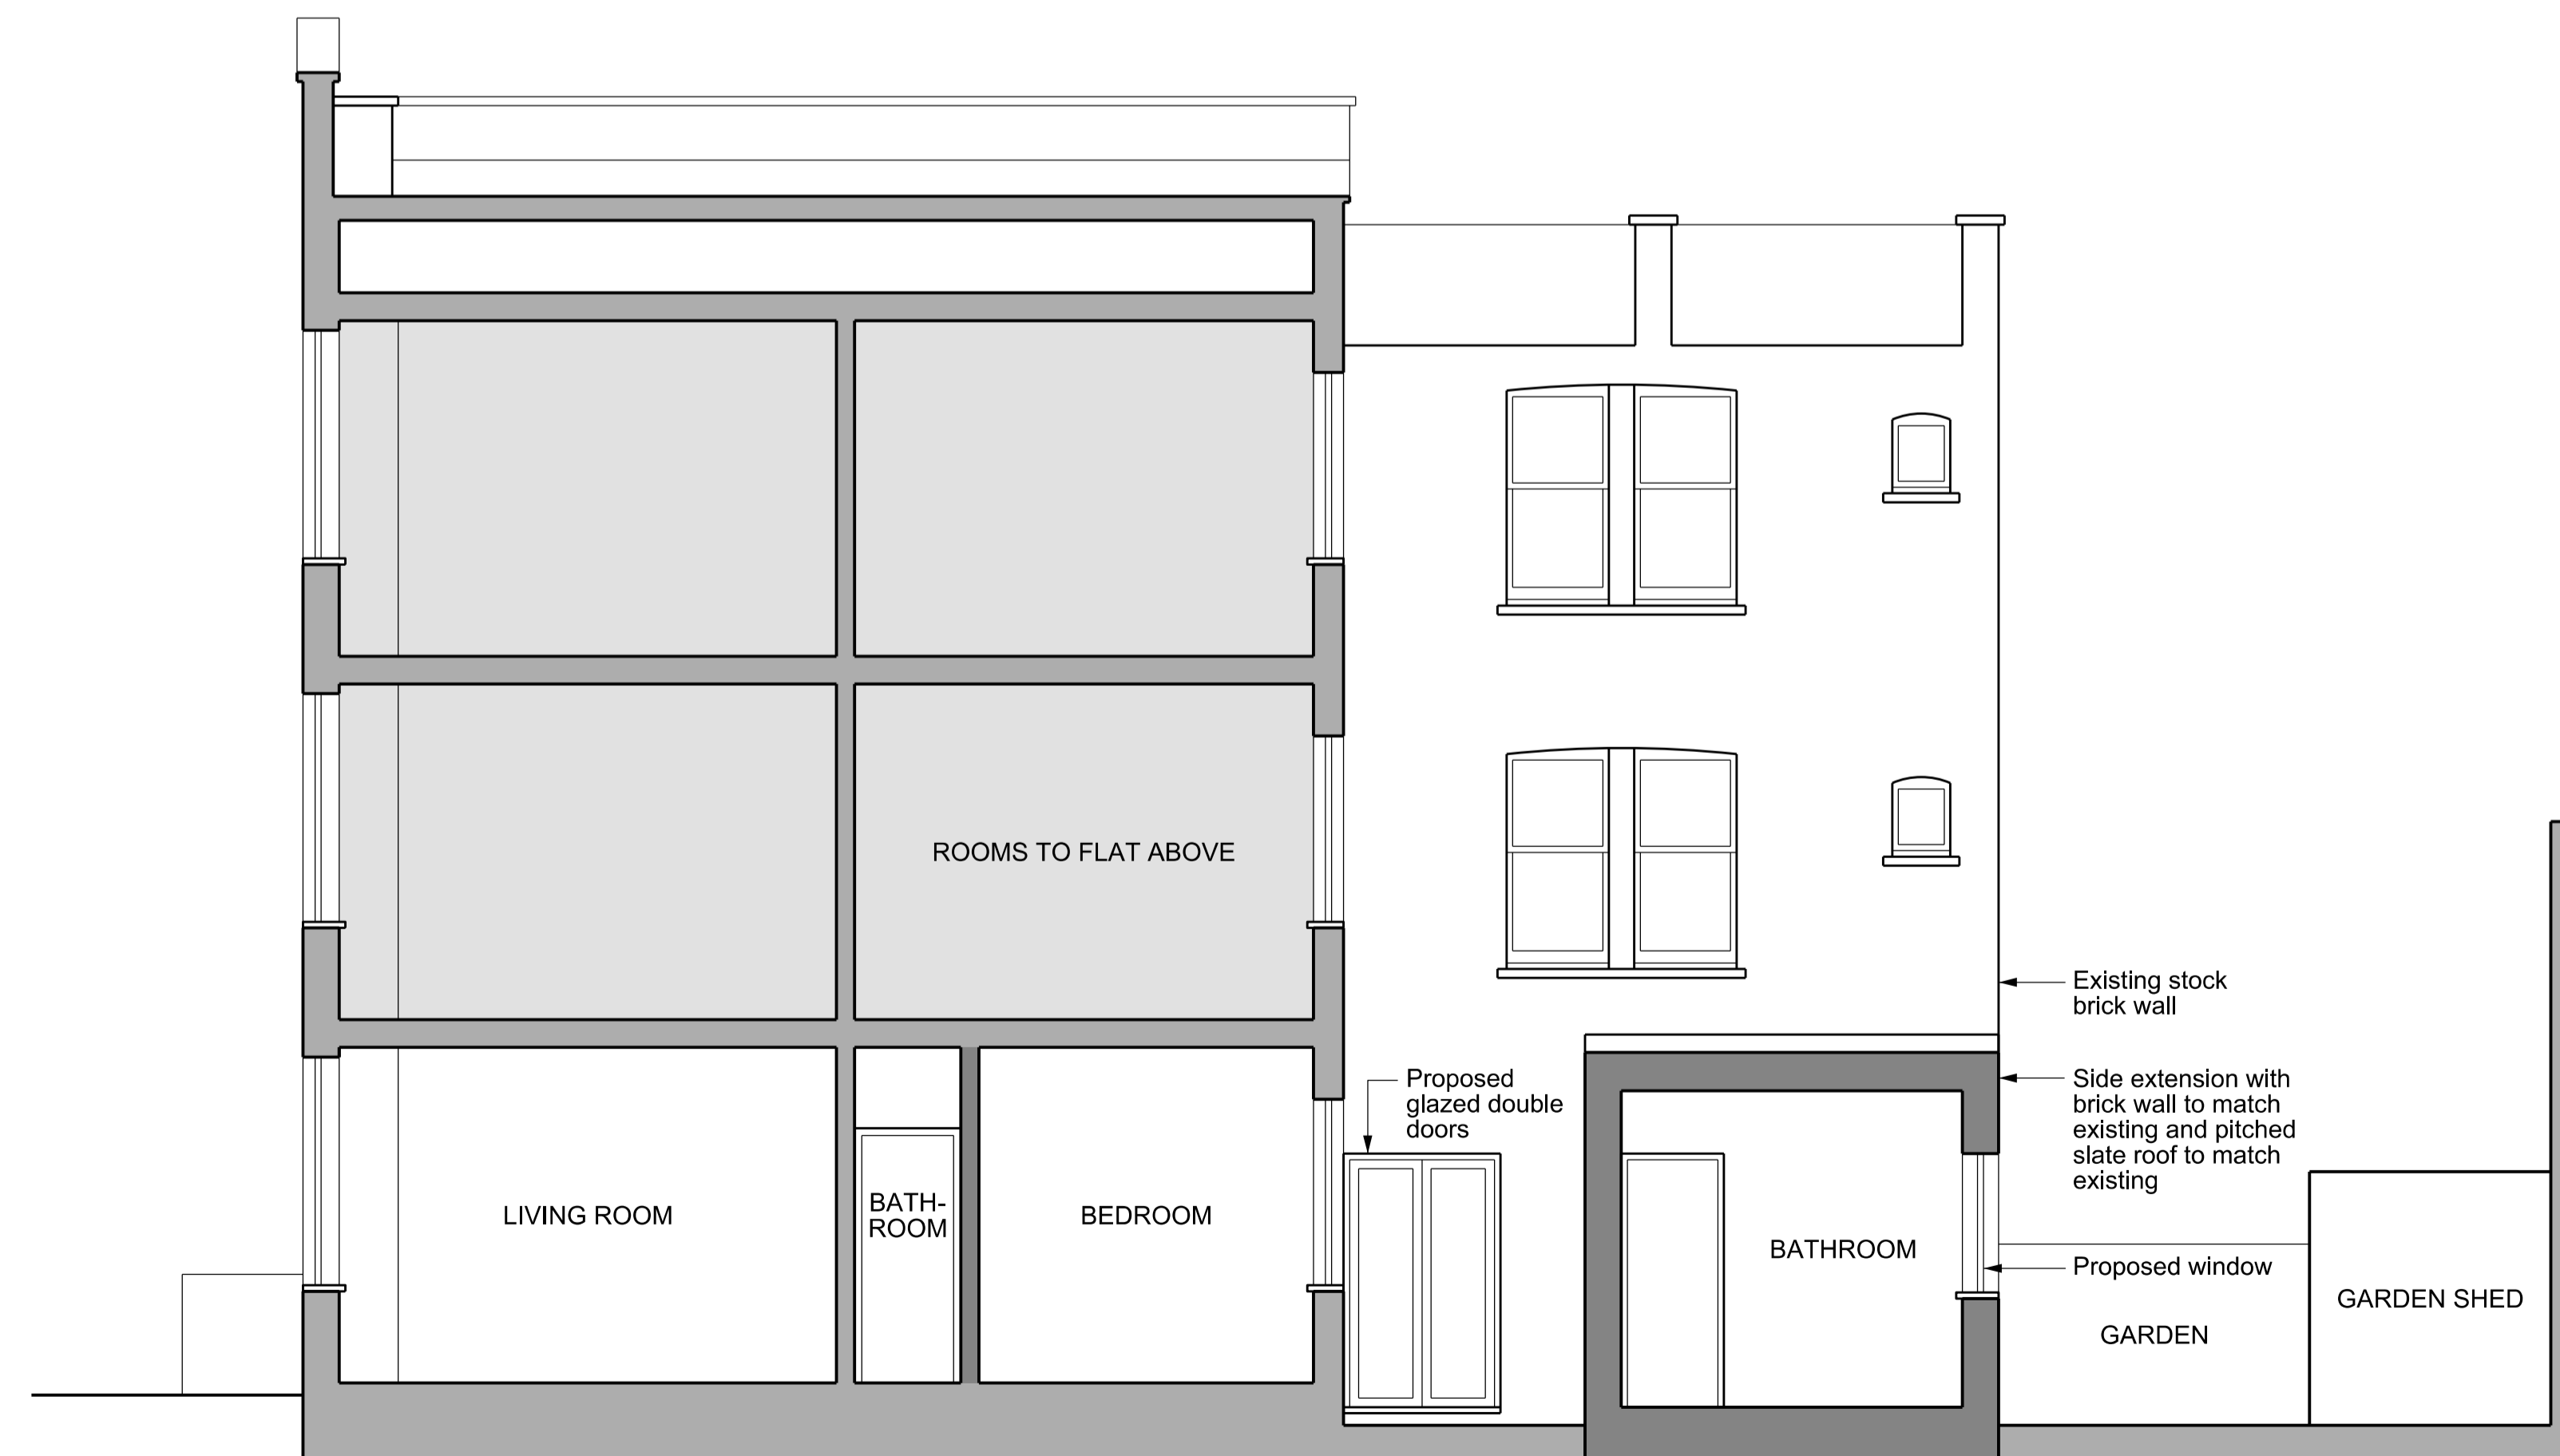 ROOMS TO FLAT ABOVE
Existing stock
brick wall
Proposed
glazed double
doors
Side extension with
brick wall to match
existing and pitched
slate roof to match
existing
LIVING ROOM
BATH-
ROOM
BEDROOM
BATHROOM
Proposed window
GARDEN SHED
GARDEN